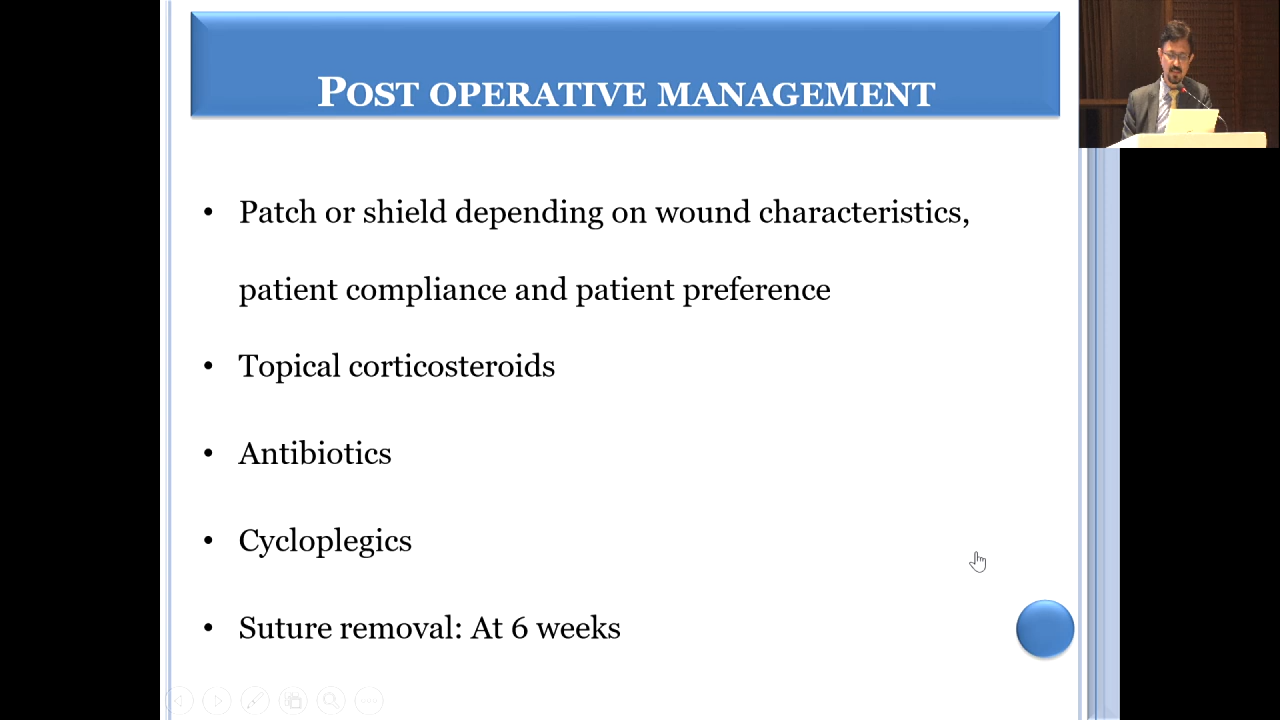 POST OPERATIVE MANAGEMENT
• Patch or shield depending on wound characteristics,
patient compliance and patient preference
• Topical corticosteroids
• Antibiotics
• Cycloplegics
• Suture removal: At 6 weeks